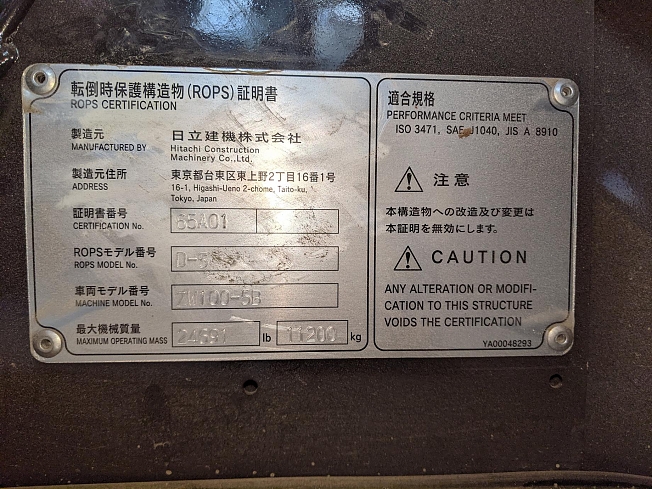 転倒時保護構造物(ROPS)証明書
ROPS CERTIFICATION
製造元 日立建機株式会社
MANUFACTURED BY Hitachi Construction
Machinery Co.,Ltd.
製造元住所 東京都台東区東上野2丁目16番1号
ADDRESS 16-1, Higashi-Ueno 2-chome, Taito-ku,
Tokyo, Japan
証明書番号
CERTIFICATION No.
ROPSモデル番号
ROPS MODEL No.
車両モデル番号 ZW100-5B
MACHINE MODEL No.
最大機械質量 24691 lb 11200 kg
MAXIMUM OPERATING MASS
適合規格
PERFORMANCE CRITERIA MEET
ISO 3471, SAE J1040, JIS A 8910
注意
本構造物への改造及び変更は
本証明を無効にします。
CAUTION
ANY ALTERATION OR MODIFI-
CATION TO THIS STRUCTURE
VOIDS THE CERTIFICATION
YA00048293